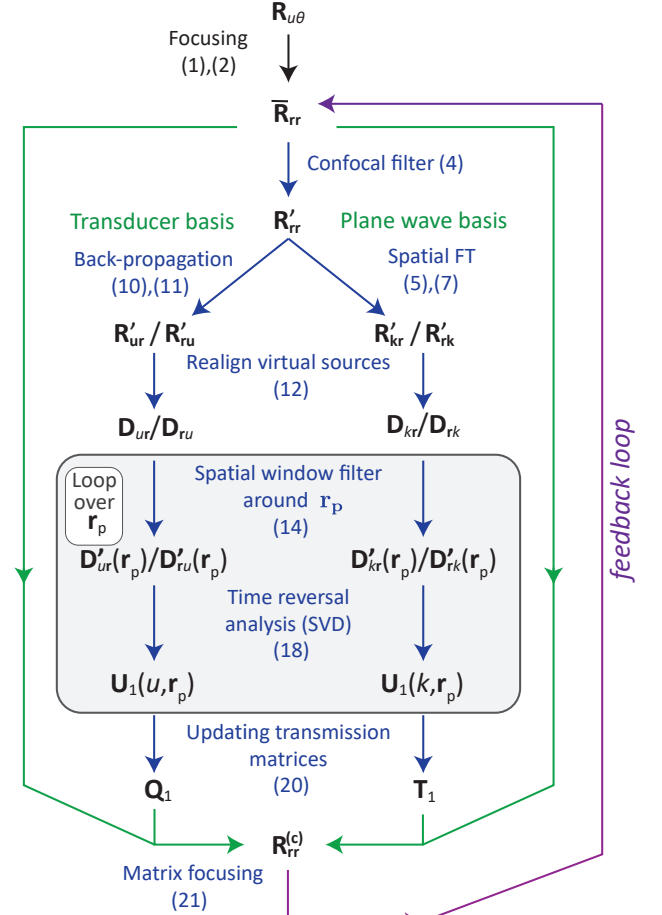 R_uθ
Focusing
(1),(2)
R̅_rr
Confocal filter (4)
R′_rr
Transducer basis
Plane wave basis
Back-propagation
(10),(11)
Spatial FT
(5),(7)
R′_ur / R′_ru
R′_kr / R′_rk
Realign virtual sources
(12)
D_ur/D_ru
D_kr/D_rk
Loop
over
r_p
Spatial window filter
around r_p
(14)
D′_ur(r_p)/D′_ru(r_p)
D′_kr(r_p)/D′_rk(r_p)
Time reversal
analysis (SVD)
(18)
U_1(u,r_p)
U_1(k,r_p)
Updating transmission
matrices
(20)
Q_1
T_1
R_rr^(c)
Matrix focusing
(21)
feedback loop